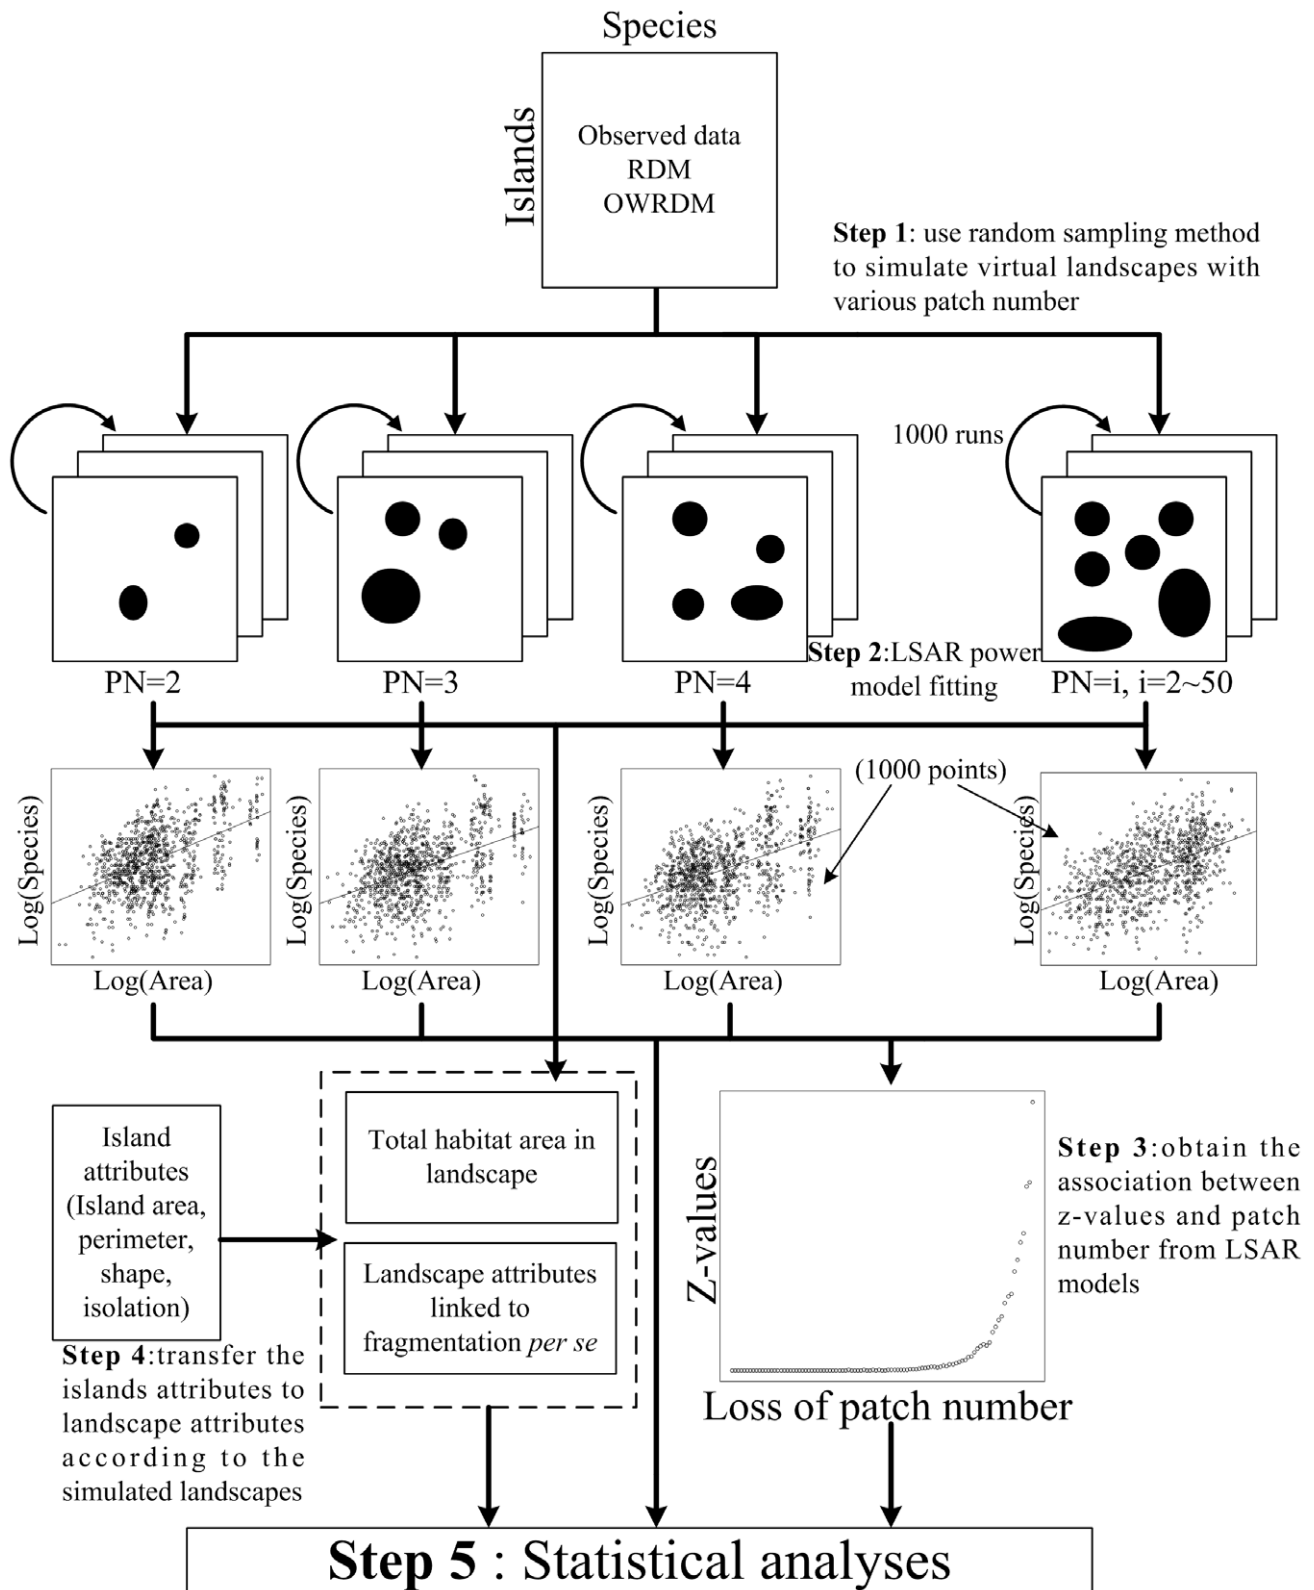 Species
Islands
Observed data
RDM
OWRDM
Step 1: use random sampling method
to simulate virtual landscapes with
various patch number
1000 runs
PN=2
PN=3
PN=4
PN=i, i=2~50
Step 2:LSAR power
model fitting
(1000 points)
Log(Species)
Log(Area)
Log(Species)
Log(Area)
Log(Species)
Log(Area)
Log(Species)
Log(Area)
Island
attributes
(Island area,
perimeter,
shape,
isolation)
Total habitat area in
landscape
Landscape attributes
linked to
fragmentation per se
Z-values
Loss of patch number
Step 3:obtain the
association between
z-values and patch
number from LSAR
models
Step 4:transfer the
islands attributes to
landscape attributes
according to the
simulated landscapes
Step 5 : Statistical analyses